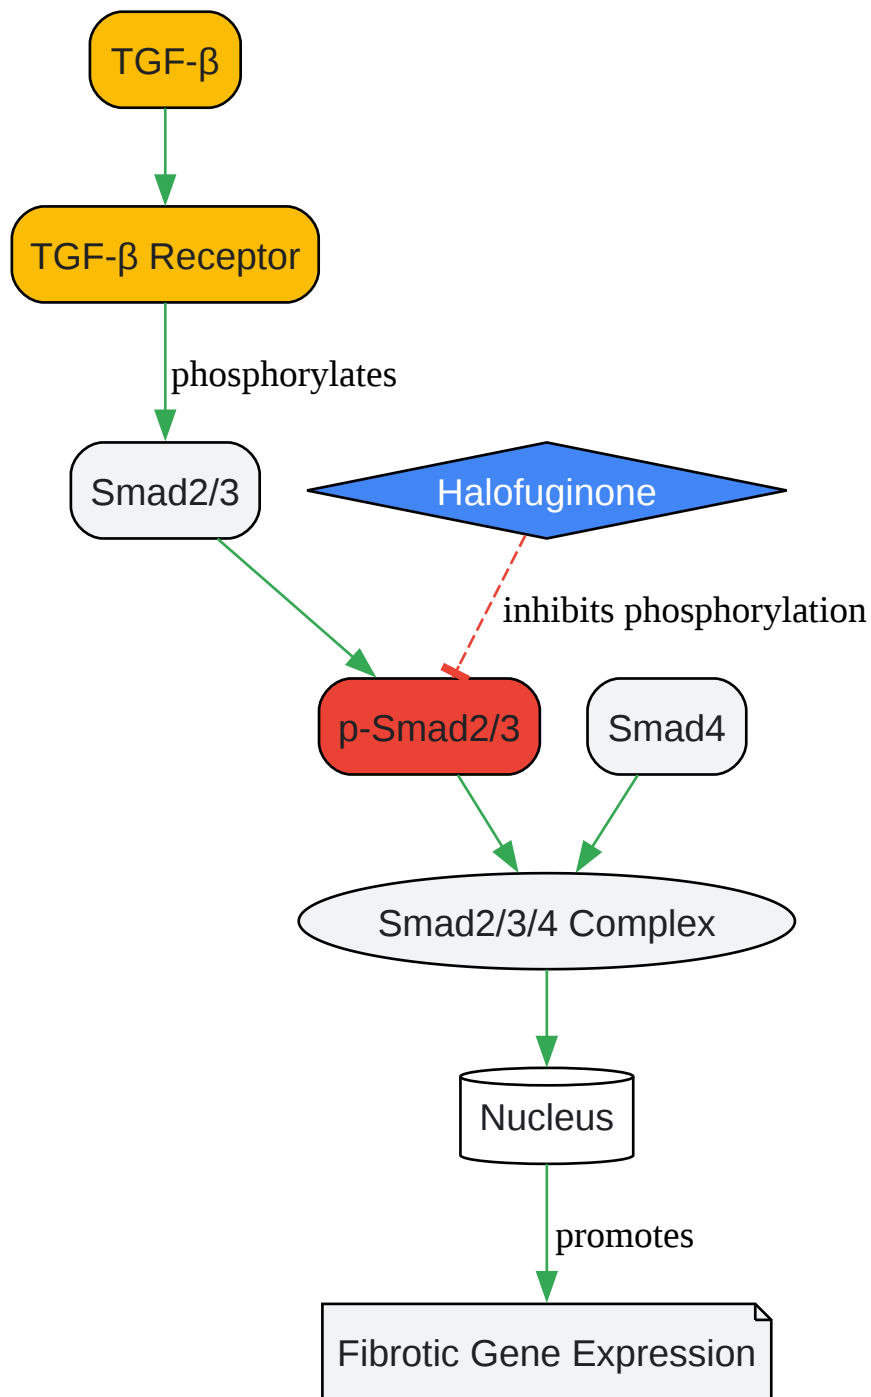 TGF-β
TGF-β Receptor
phosphorylates
Smad2/3
Halofuginone
inhibits phosphorylation
p-Smad2/3
Smad4
Smad2/3/4 Complex
Nucleus
promotes
Fibrotic Gene Expression